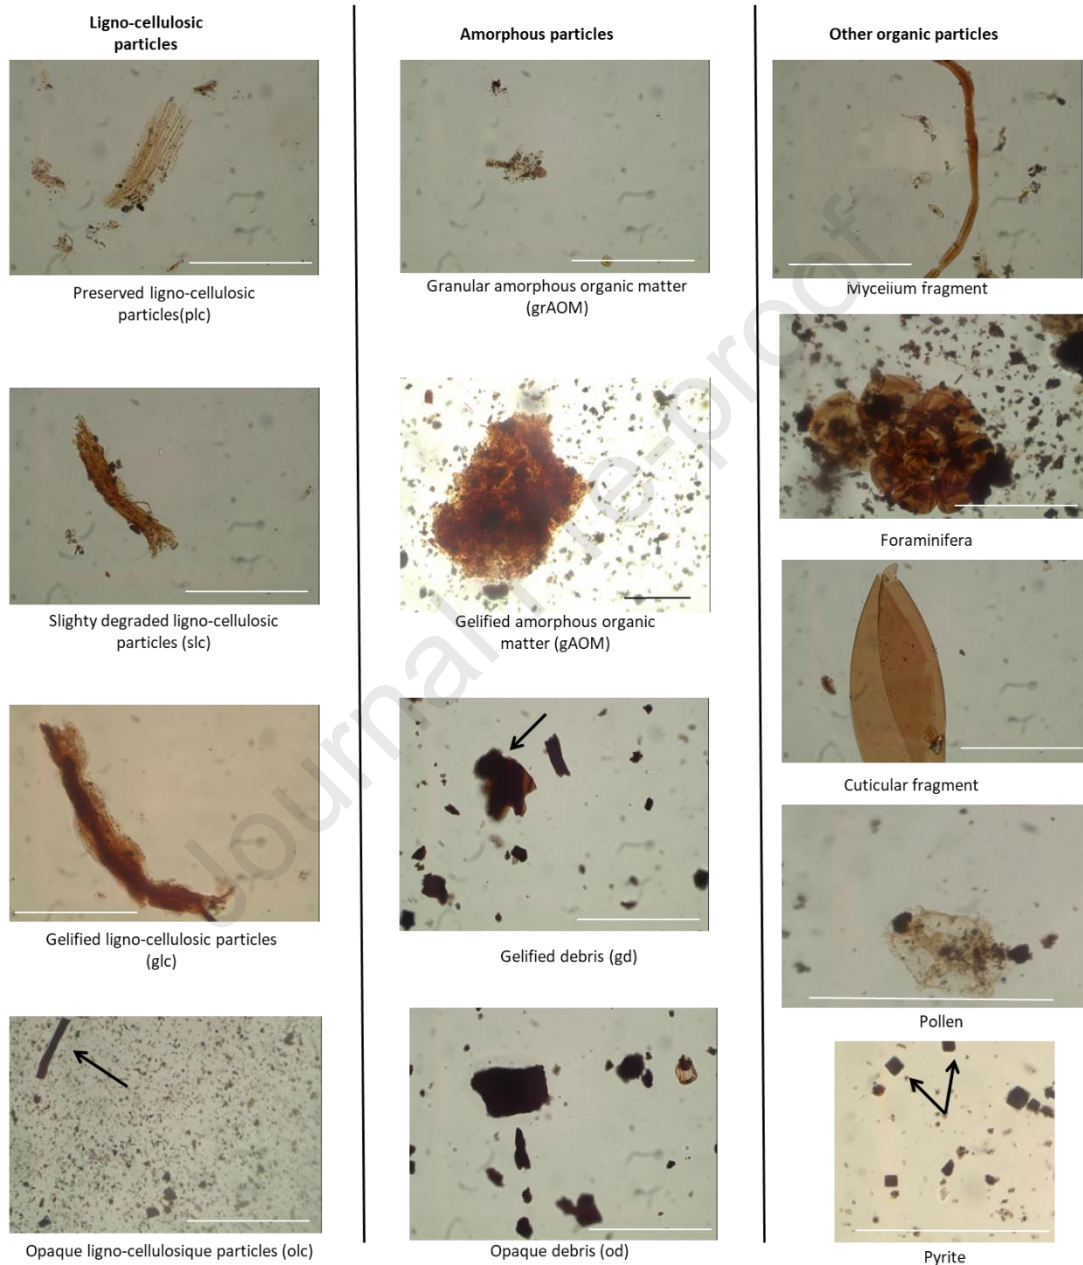 Ligno-cellulosic
particles
Preserved ligno-cellulosic
particles(plc)
Slighty degraded ligno-cellulosic
particles (slc)
Gelified ligno-cellulosic particles
(glc)
Opaque ligno-cellulosique particles (olc)
Amorphous particles
Granular amorphous organic matter
(grAOM)
Gelified amorphous organic
matter (gAOM)
Gelified debris (gd)
Opaque debris (od)
Other organic particles
Mycelium fragment
Foraminifera
Cuticular fragment
Pollen
Pyrite
Journal Pre-proof